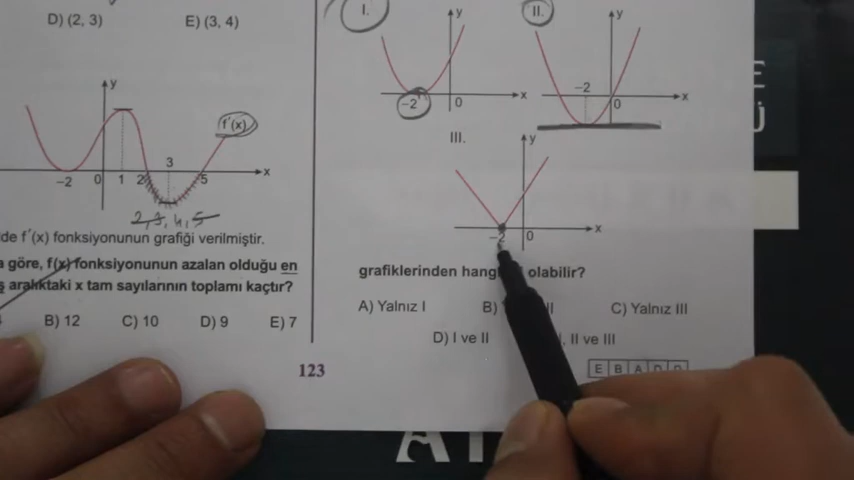 D) (2, 3) E) (3, 4)
y
f'(x)
3
-2 0 1 2 5 x
2, 3, 4, 5
de f'(x) fonksiyonunun grafiği verilmiştir.
göre, f(x) fonksiyonunun azalan olduğu en
aralıktaki x tam sayılarının toplamı kaçtır?
B) 12 C) 10 D) 9 E) 7
123
I.
y
-2 0 x
II.
y
-2
0 x
III.
y
-2 0 x
grafiklerinden olabilir?
A) Yalnız I B) C) Yalnız III
D) I ve II II ve III
E B A D D